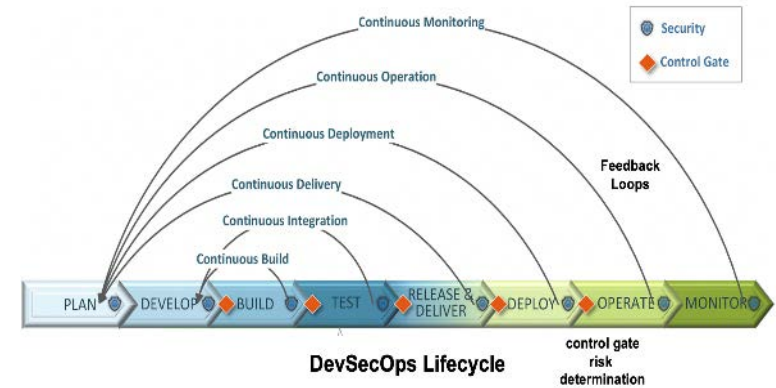 Continuous Monitoring
Security
Control Gate
Continuous Operation
Continuous Deployment
Feedback
Loops
Continuous Delivery
Continuous Integration
Continuous Build
PLAN
DEVELOP
BUILD
TEST
RELEASE &
DELIVER
DEPLOY
OPERATE
MONITOR
DevSecOps Lifecycle
control gate
risk
determination